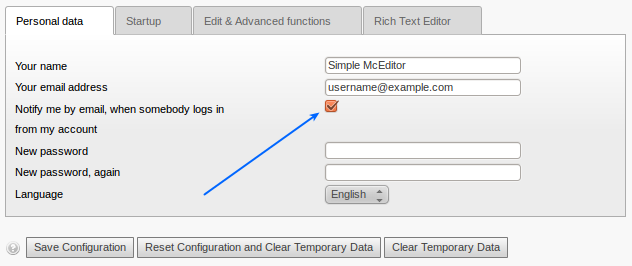 Personal data
Startup
Edit & Advanced functions
Rich Text Editor
Your name
Simple McEditor
Your email address
username@example.com
Notify me by email, when somebody logs in
from my account
New password
New password, again
Language
English
?
Save Configuration
Reset Configuration and Clear Temporary Data
Clear Temporary Data